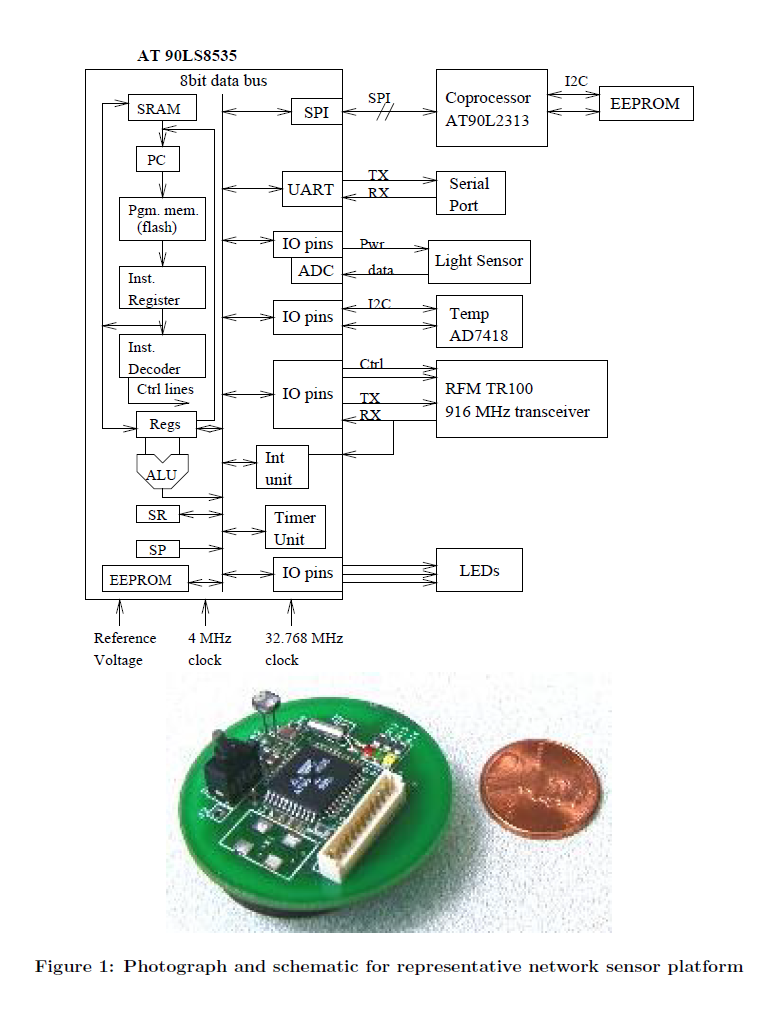 AT 90LS8535
8bit data bus
SRAM
PC
Pgm. mem.
(flash)
Inst.
Register
Inst.
Decoder
Ctrl lines
Regs
ALU
SR
SP
EEPROM
SPI
UART
IO pins
ADC
IO pins
IO pins
Int
unit
Timer
Unit
IO pins
SPI
Coprocessor
AT90L2313
I2C
EEPROM
TX
RX
Serial
Port
Pwr
data
Light Sensor
I2C
Temp
AD7418
Ctrl
TX
RX
RFM TR100
916 MHz transceiver
LEDs
Reference
Voltage
4 MHz
clock
32.768 MHz
clock
Figure 1: Photograph and schematic for representative network sensor platform